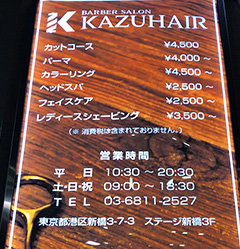 BARBER SALON
KAZUHAIR
カットコース ¥4,500
パーマ ¥4,000 ～
カラーリング ¥4,500 ～
ヘッドスパ ¥2,500 ～
フェイスケア ¥2,500 ～
レディースシェービング ¥3,500 ～
(※ 消費税は含まれておりません。)
営業時間
平 日 10:30 ～ 20:30
土・日・祝 09:00 ～ 18:30
TEL 03-6811-2527
東京都港区新橋3-7-3 ステージ新橋3F